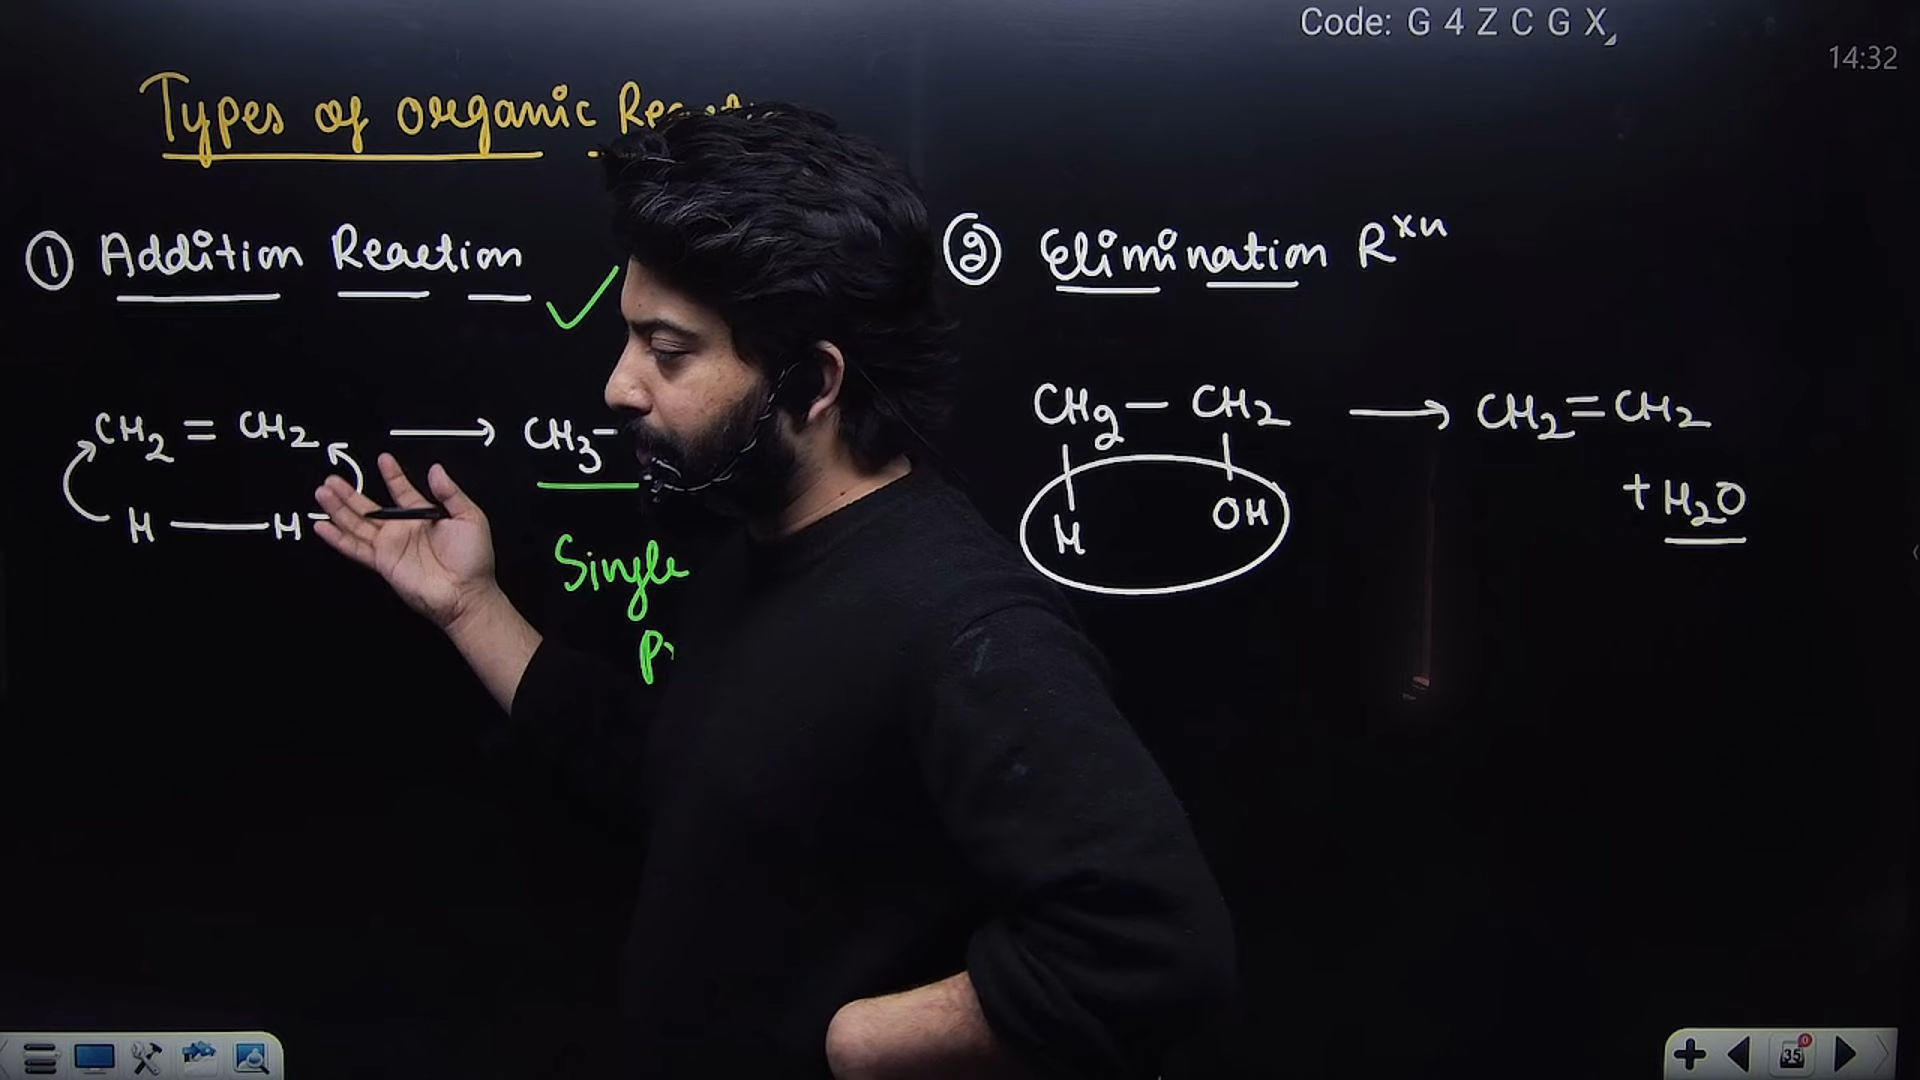 Code: G 4 Z C G X
14:32
Types of organic
① Addition Reaction
CH2 = CH2 ⟶ CH3-
H — H
Single
② Elimination Rxn
CH2 — CH2 ⟶ CH2=CH2
H OH
+ H2O
35